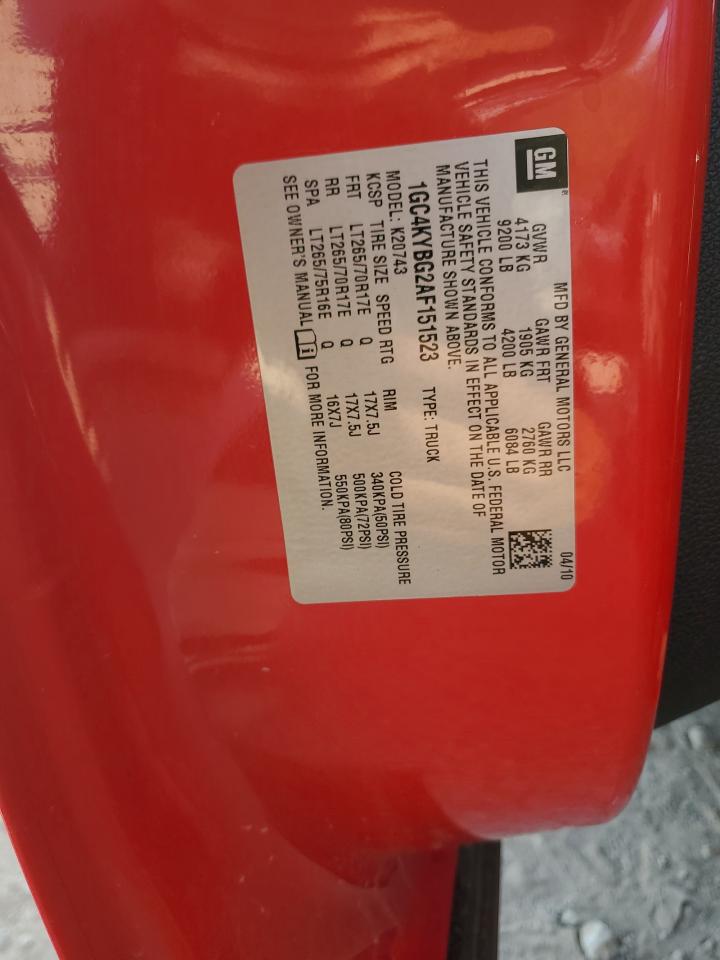 GM
MFD BY GENERAL MOTORS LLC 04/10
GVWR GAWR FRT GAWR RR
4173 KG 1905 KG 2760 KG
9200 LB 4200 LB 6084 LB
THIS VEHICLE CONFORMS TO ALL APPLICABLE U.S. FEDERAL MOTOR
VEHICLE SAFETY STANDARDS IN EFFECT ON THE DATE OF
MANUFACTURE SHOWN ABOVE.
1GC4KYBG2AF151523 TYPE: TRUCK
MODEL: K20743
KCSP TIRE SIZE SPEED RTG RIM COLD TIRE PRESSURE
FRT LT265/70R17E Q 17X7.5J 340KPA(50PSI)
RR LT265/70R17E Q 17X7.5J 500KPA(72PSI)
SPA LT265/75R16E Q 16X7J 550KPA(80PSI)
SEE OWNER'S MANUAL i FOR MORE INFORMATION.